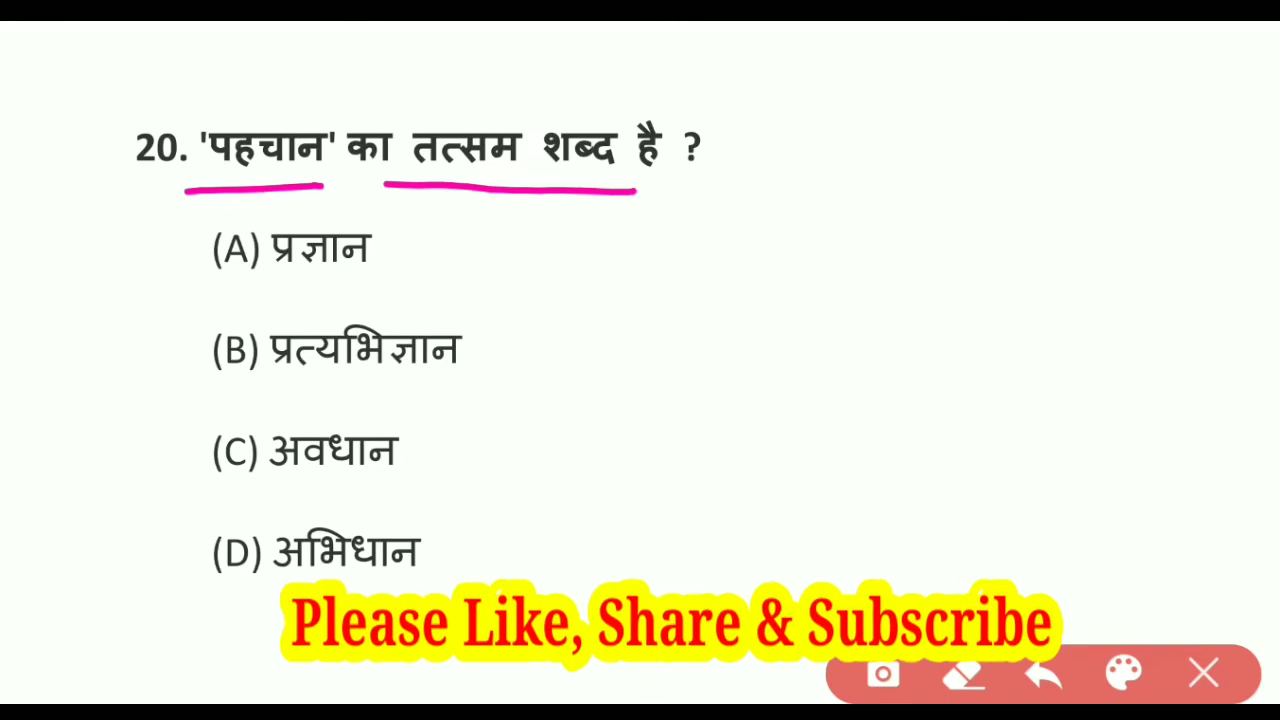 20. 'पहचान' का तत्सम शब्द है ?
(A) प्रज्ञान
(B) प्रत्यभिज्ञान
(C) अवधान
(D) अभिधान
Please Like, Share & Subscribe